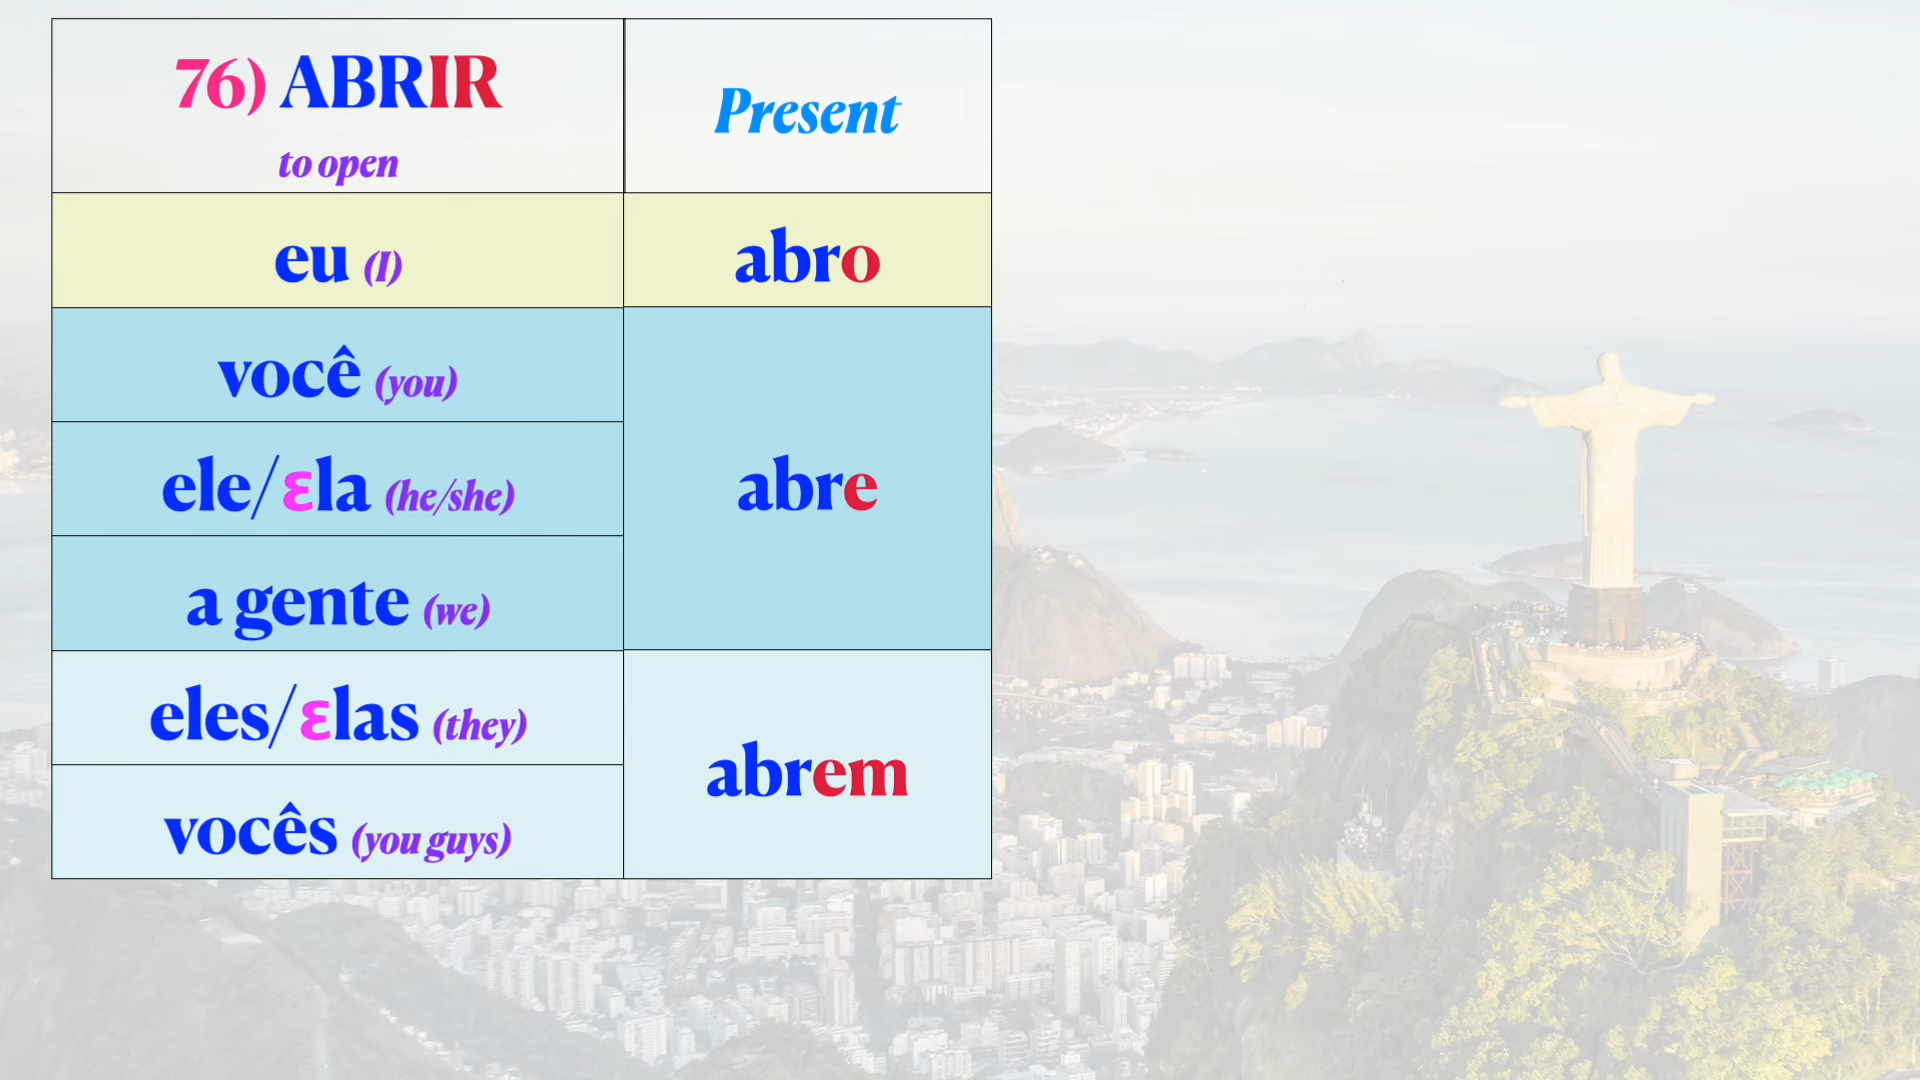 76) ABRIR
to open
Present
eu (I)
abro
você (you)
ele/ɛla (he/she)
abre
a gente (we)
eles/ɛlas (they)
abrem
vocês (you guys)